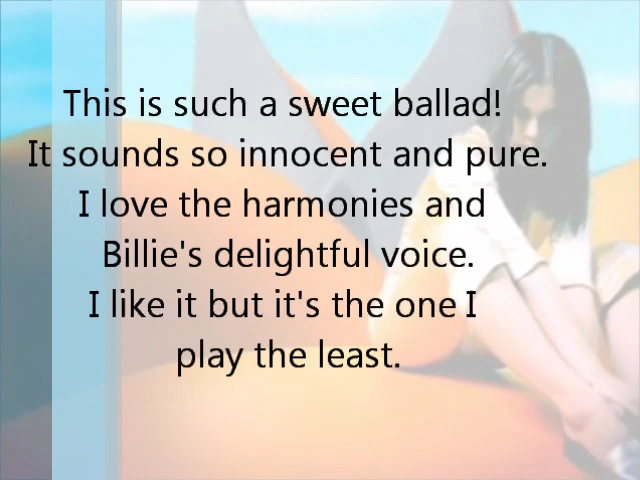 This is such a sweet ballad!
It sounds so innocent and pure.
I love the harmonies and
Billie's delightful voice.
I like it but it's the one I
play the least.